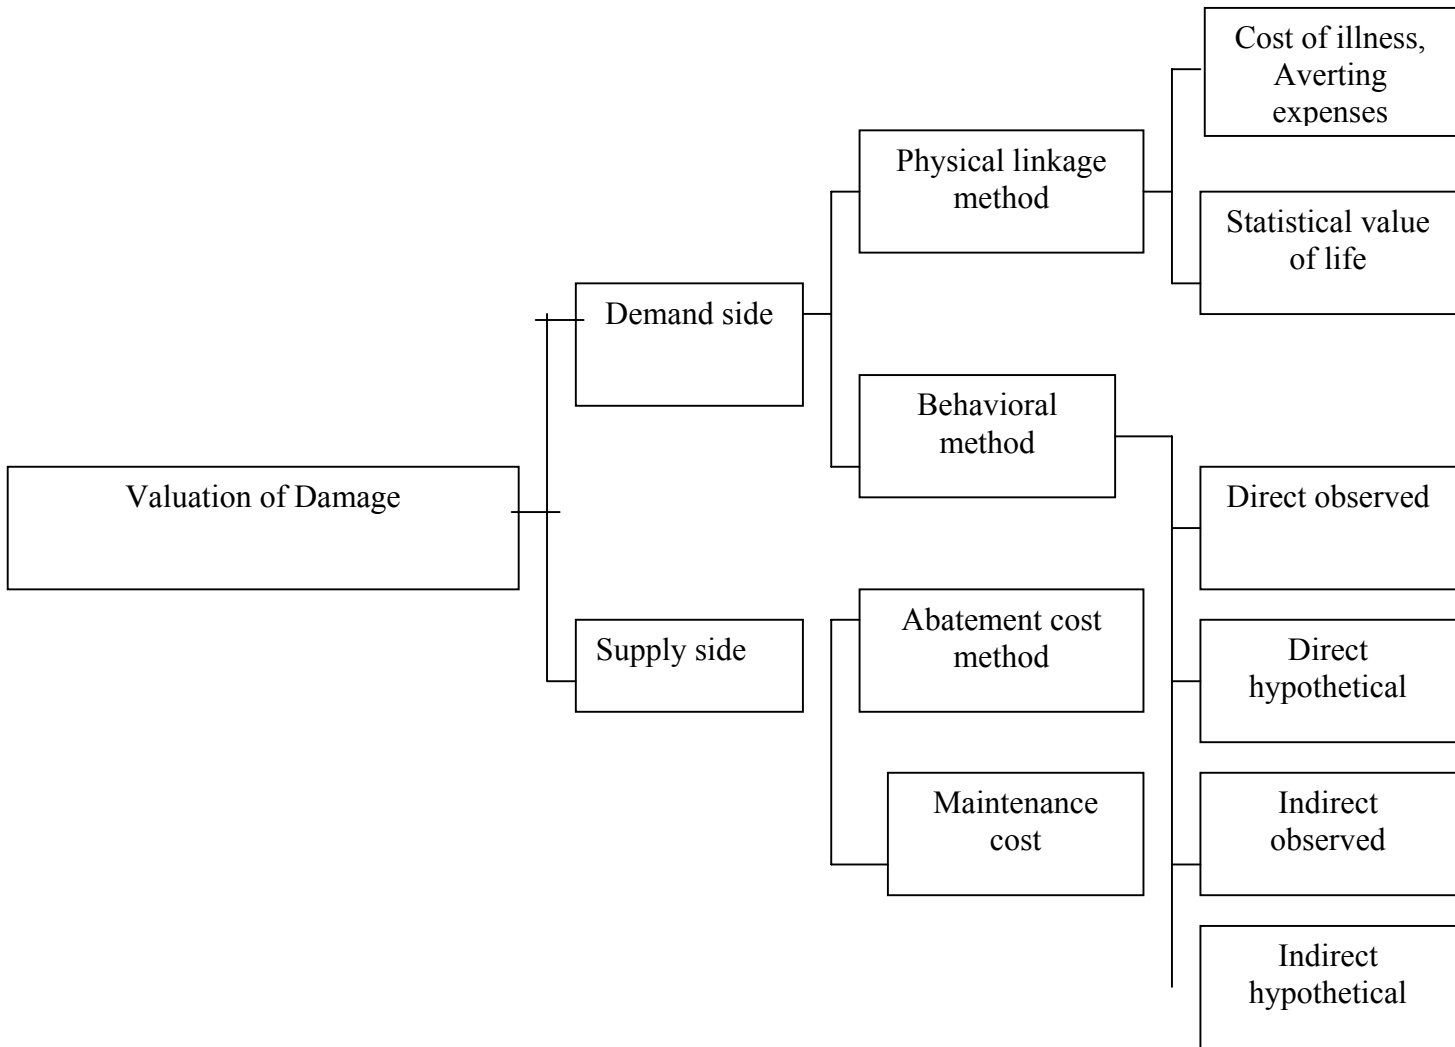 Cost of illness,
Averting
expenses
Physical linkage
method
Statistical value
of life
Demand side
Behavioral
method
Valuation of Damage
Direct observed
Supply side
Abatement cost
method
Direct
hypothetical
Maintenance
cost
Indirect
observed
Indirect
hypothetical